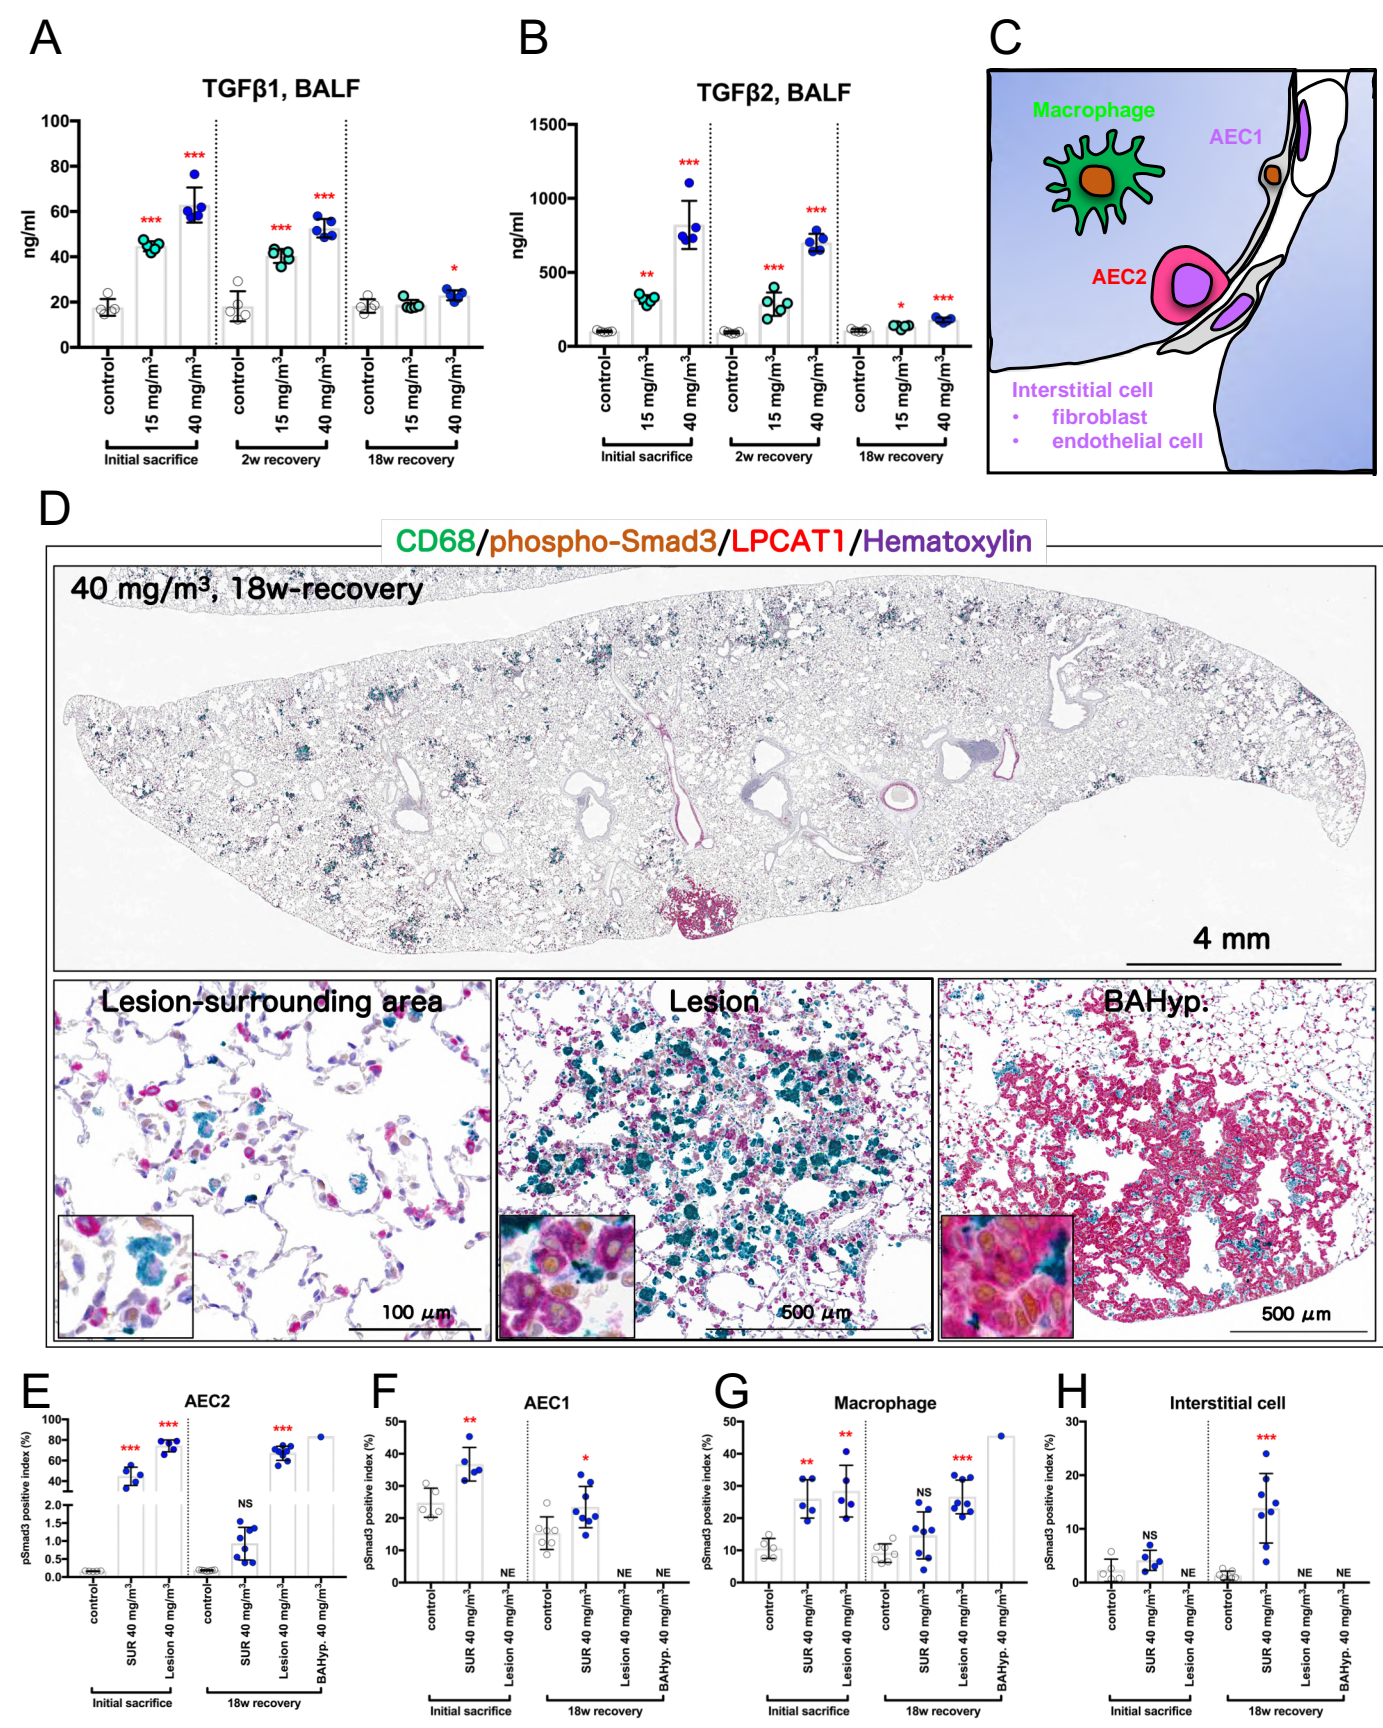 A
TGFβ1, BALF
ng/ml
100
80
60
40
20
0
***
***
***
***
*
control
15 mg/m³
40 mg/m³
control
15 mg/m³
40 mg/m³
control
15 mg/m³
40 mg/m³
Initial sacrifice
2w recovery
18w recovery
B
TGFβ2, BALF
ng/ml
1500
1000
500
0
**
***
***
***
*
***
control
15 mg/m³
40 mg/m³
control
15 mg/m³
40 mg/m³
control
15 mg/m³
40 mg/m³
Initial sacrifice
2w recovery
18w recovery
C
Macrophage
AEC1
AEC2
Interstitial cell
• fibroblast
• endothelial cell
D
CD68/phospho-Smad3/LPCAT1/Hematoxylin
40 mg/m³, 18w-recovery
4 mm
Lesion-surrounding area
100 μm
Lesion
500 μm
BAHyp.
500 μm
E
AEC2
pSmad3 positive index (%)
100
80
60
40
2.0
1.5
1.0
0.5
0.0
***
***
NS
***
control
SUR 40 mg/m³
Lesion 40 mg/m³
control
SUR 40 mg/m³
Lesion 40 mg/m³
BAHyp. 40 mg/m³
Initial sacrifice
18w recovery
F
AEC1
pSmad3 positive index (%)
50
40
30
20
10
0
**
NE
*
NE
NE
control
SUR 40 mg/m³
Lesion 40 mg/m³
control
SUR 40 mg/m³
Lesion 40 mg/m³
BAHyp. 40 mg/m³
Initial sacrifice
18w recovery
G
Macrophage
pSmad3 positive index (%)
50
40
30
20
10
0
**
**
NS
***
control
SUR 40 mg/m³
Lesion 40 mg/m³
control
SUR 40 mg/m³
Lesion 40 mg/m³
BAHyp. 40 mg/m³
Initial sacrifice
18w recovery
H
Interstitial cell
pSmad3 positive index (%)
30
20
10
0
NS
NE
***
NE
NE
control
SUR 40 mg/m³
Lesion 40 mg/m³
control
SUR 40 mg/m³
Lesion 40 mg/m³
BAHyp. 40 mg/m³
Initial sacrifice
18w recovery